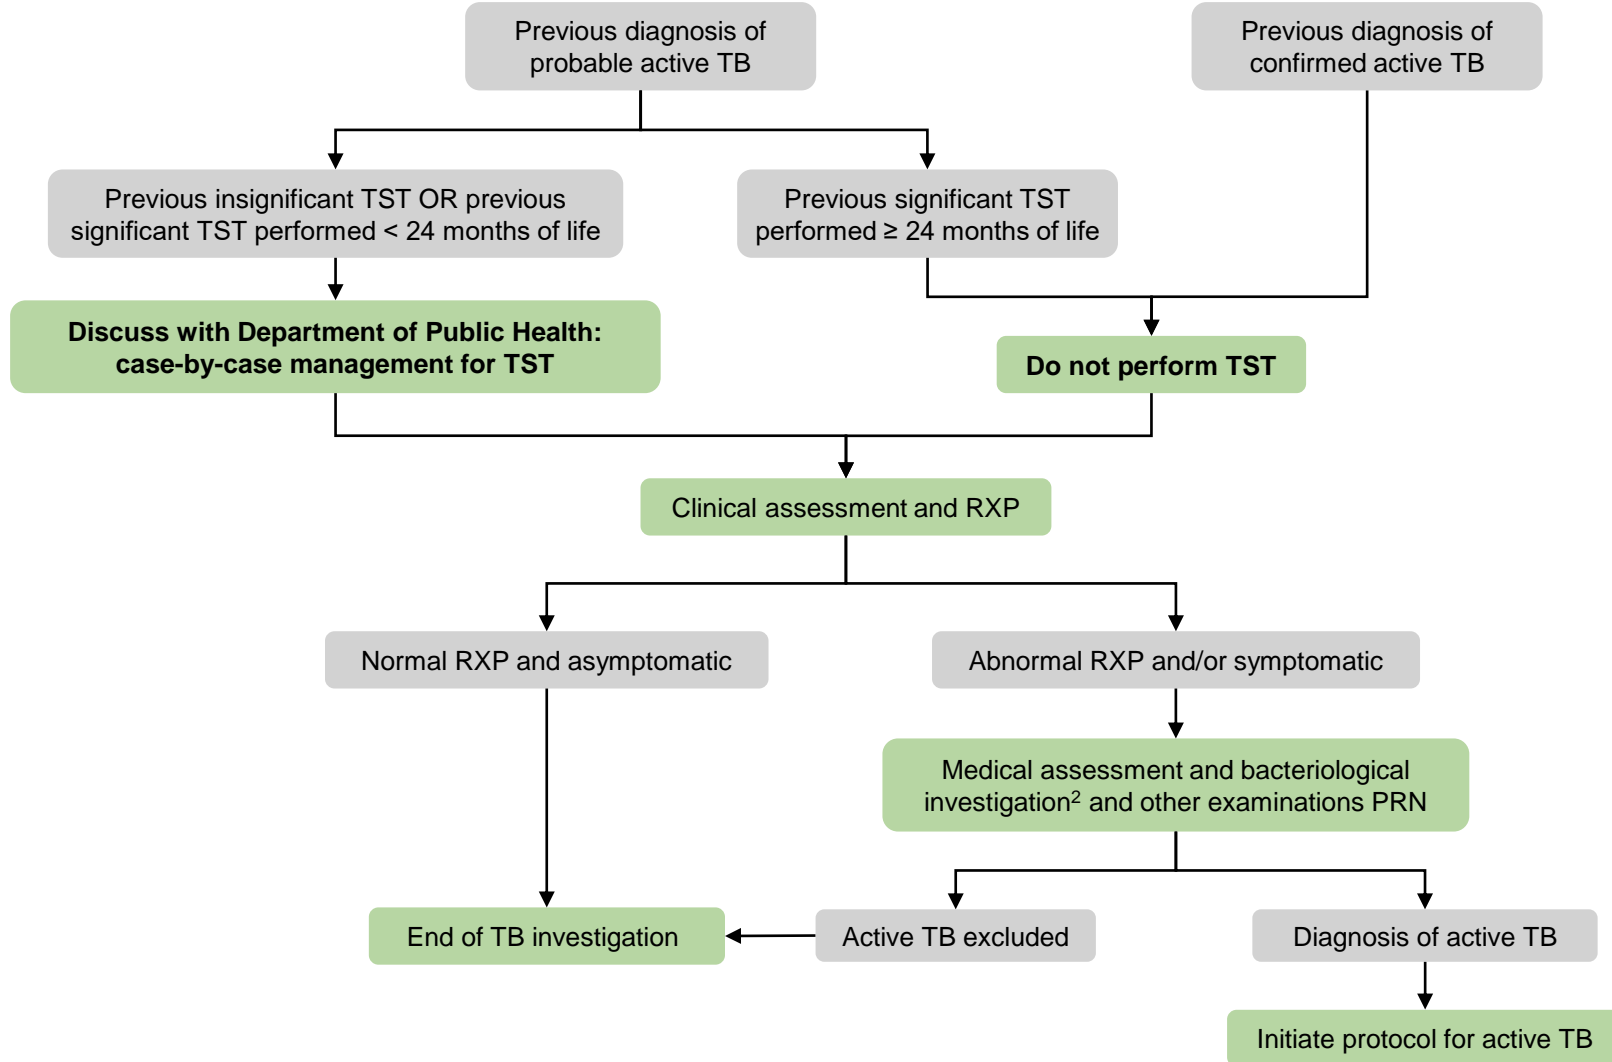 Previous diagnosis of
probable active TB
Previous diagnosis of
confirmed active TB
Previous insignificant TST OR previous
significant TST performed < 24 months of life
Previous significant TST
performed ≥ 24 months of life
Discuss with Department of Public Health:
case-by-case management for TST
Do not perform TST
Clinical assessment and RXP
Normal RXP and asymptomatic
Abnormal RXP and/or symptomatic
Medical assessment and bacteriological
investigation² and other examinations PRN
End of TB investigation
Active TB excluded
Diagnosis of active TB
Initiate protocol for active TB